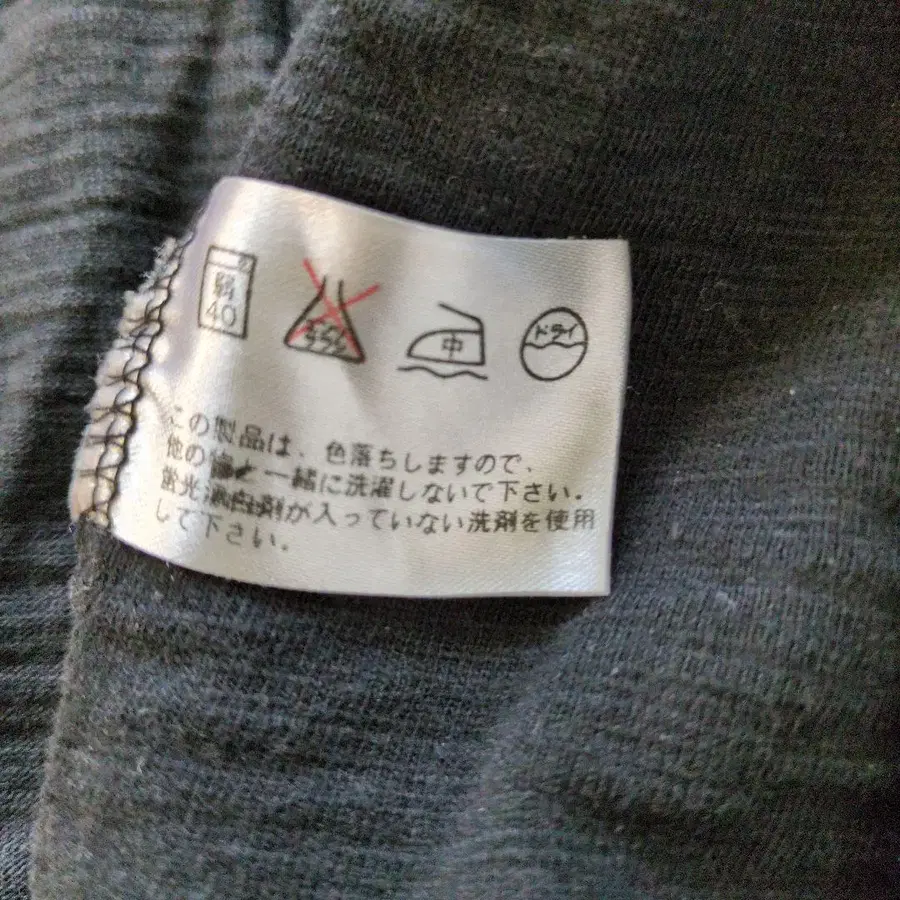 弱
40
エンソ
サラシ
中
ドライ
この製品は、色落ちしますので、
他の物と一緒に洗濯しないで下さい。
蛍光漂白剤が入っていない洗剤を使用
して下さい。